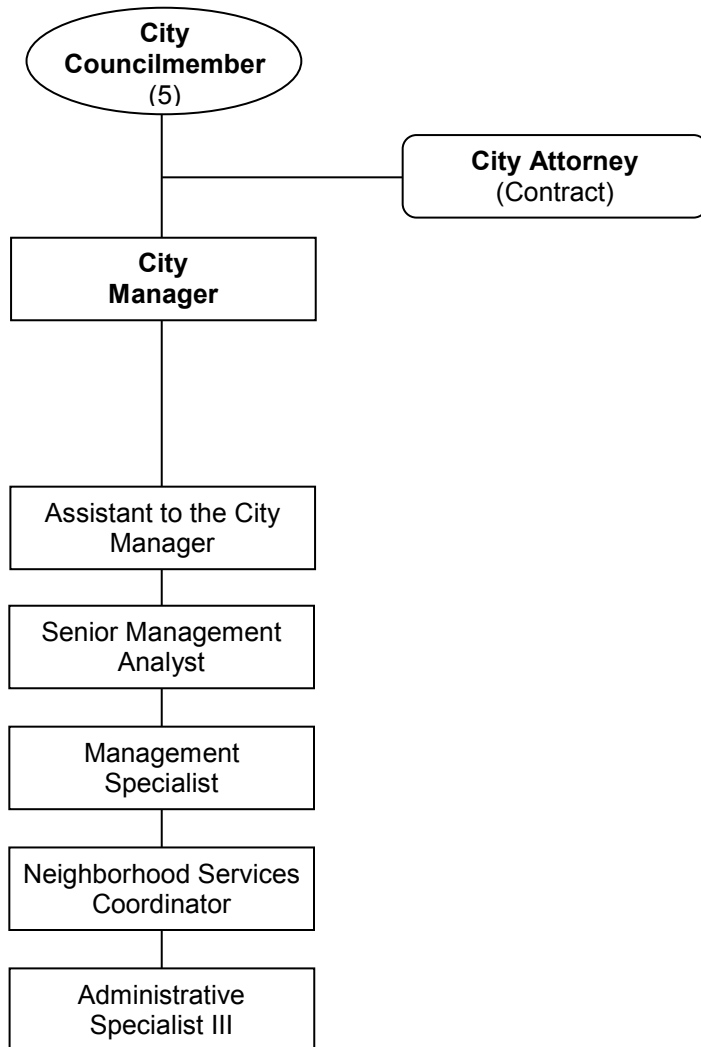 City
Councilmember
(5)
City Attorney
(Contract)
City
Manager
Assistant to the City
Manager
Senior Management
Analyst
Management
Specialist
Neighborhood Services
Coordinator
Administrative
Specialist III